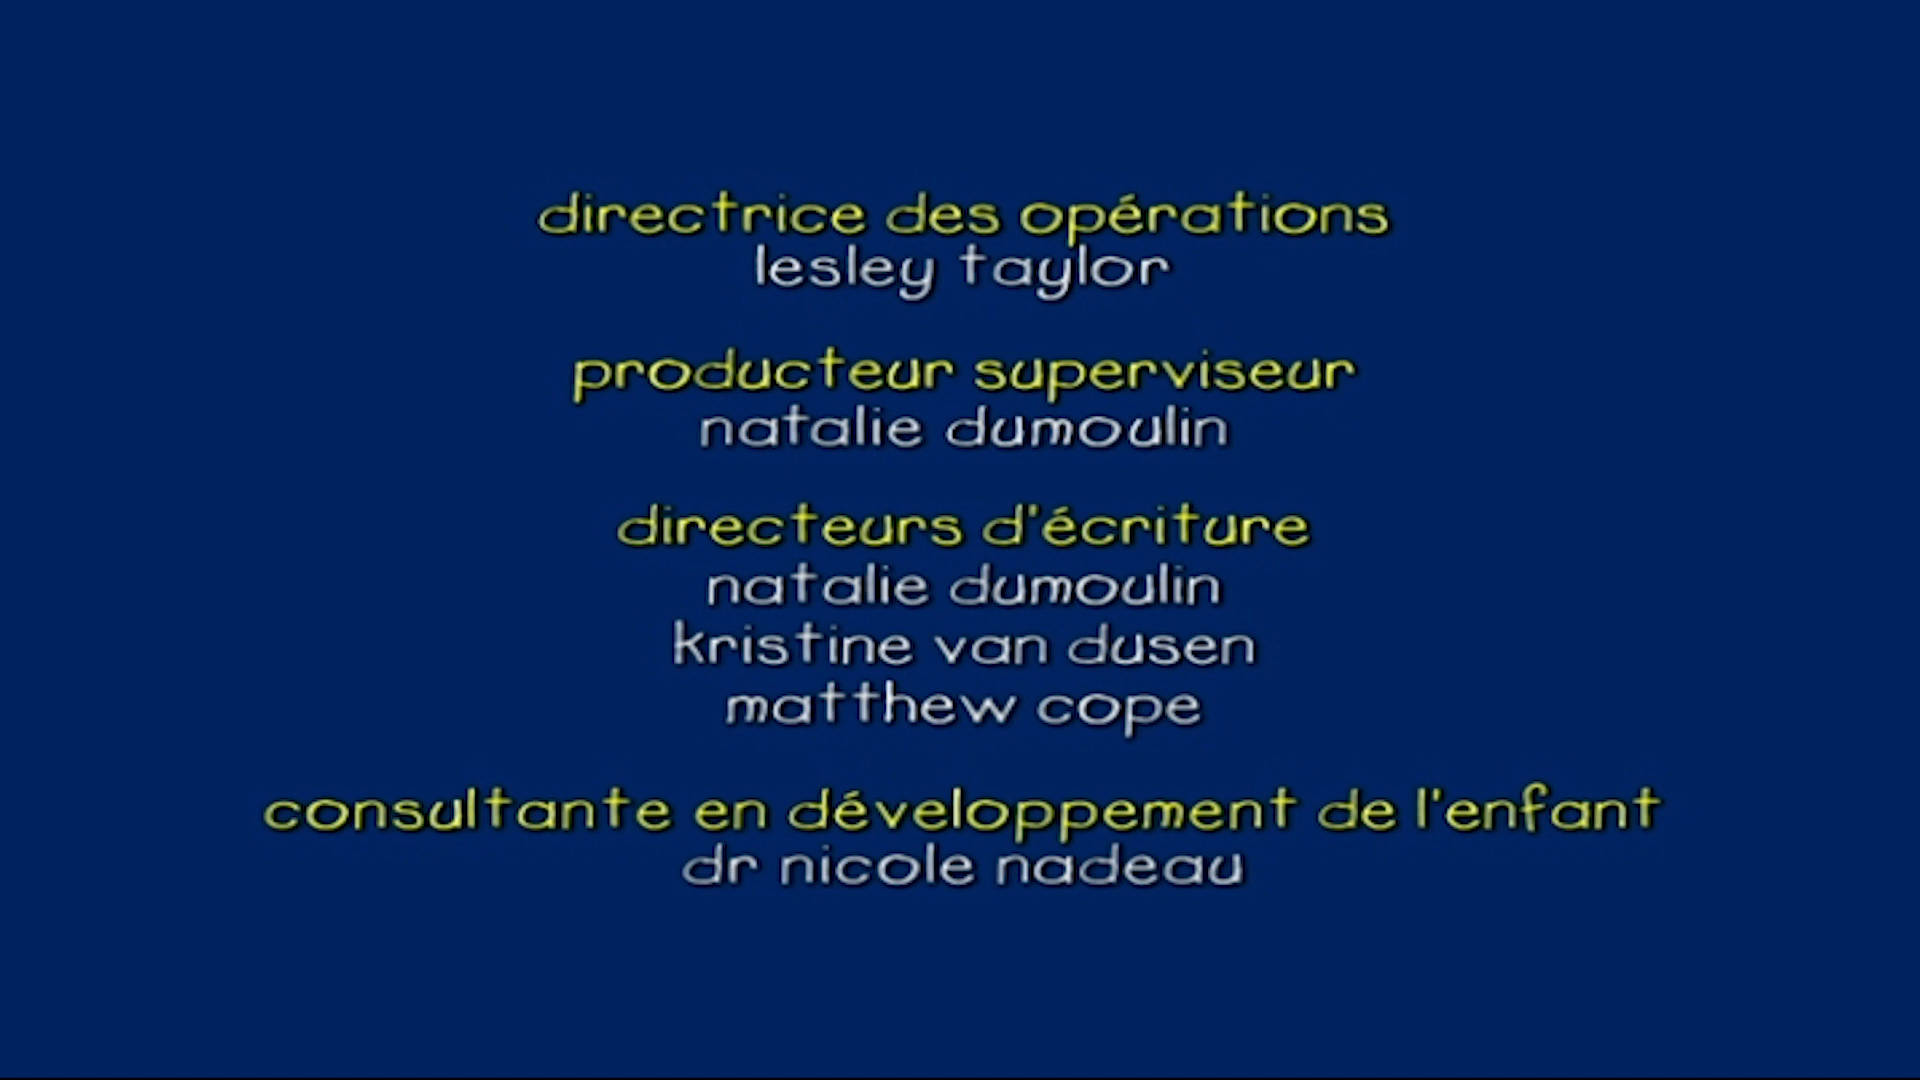 directrice des opérations
lesley taylor
producteur superviseur
natalie dumoulin
directeurs d'écriture
natalie dumoulin
kristine van dusen
matthew cope
consultante en développement de l'enfant
dr nicole nadeau